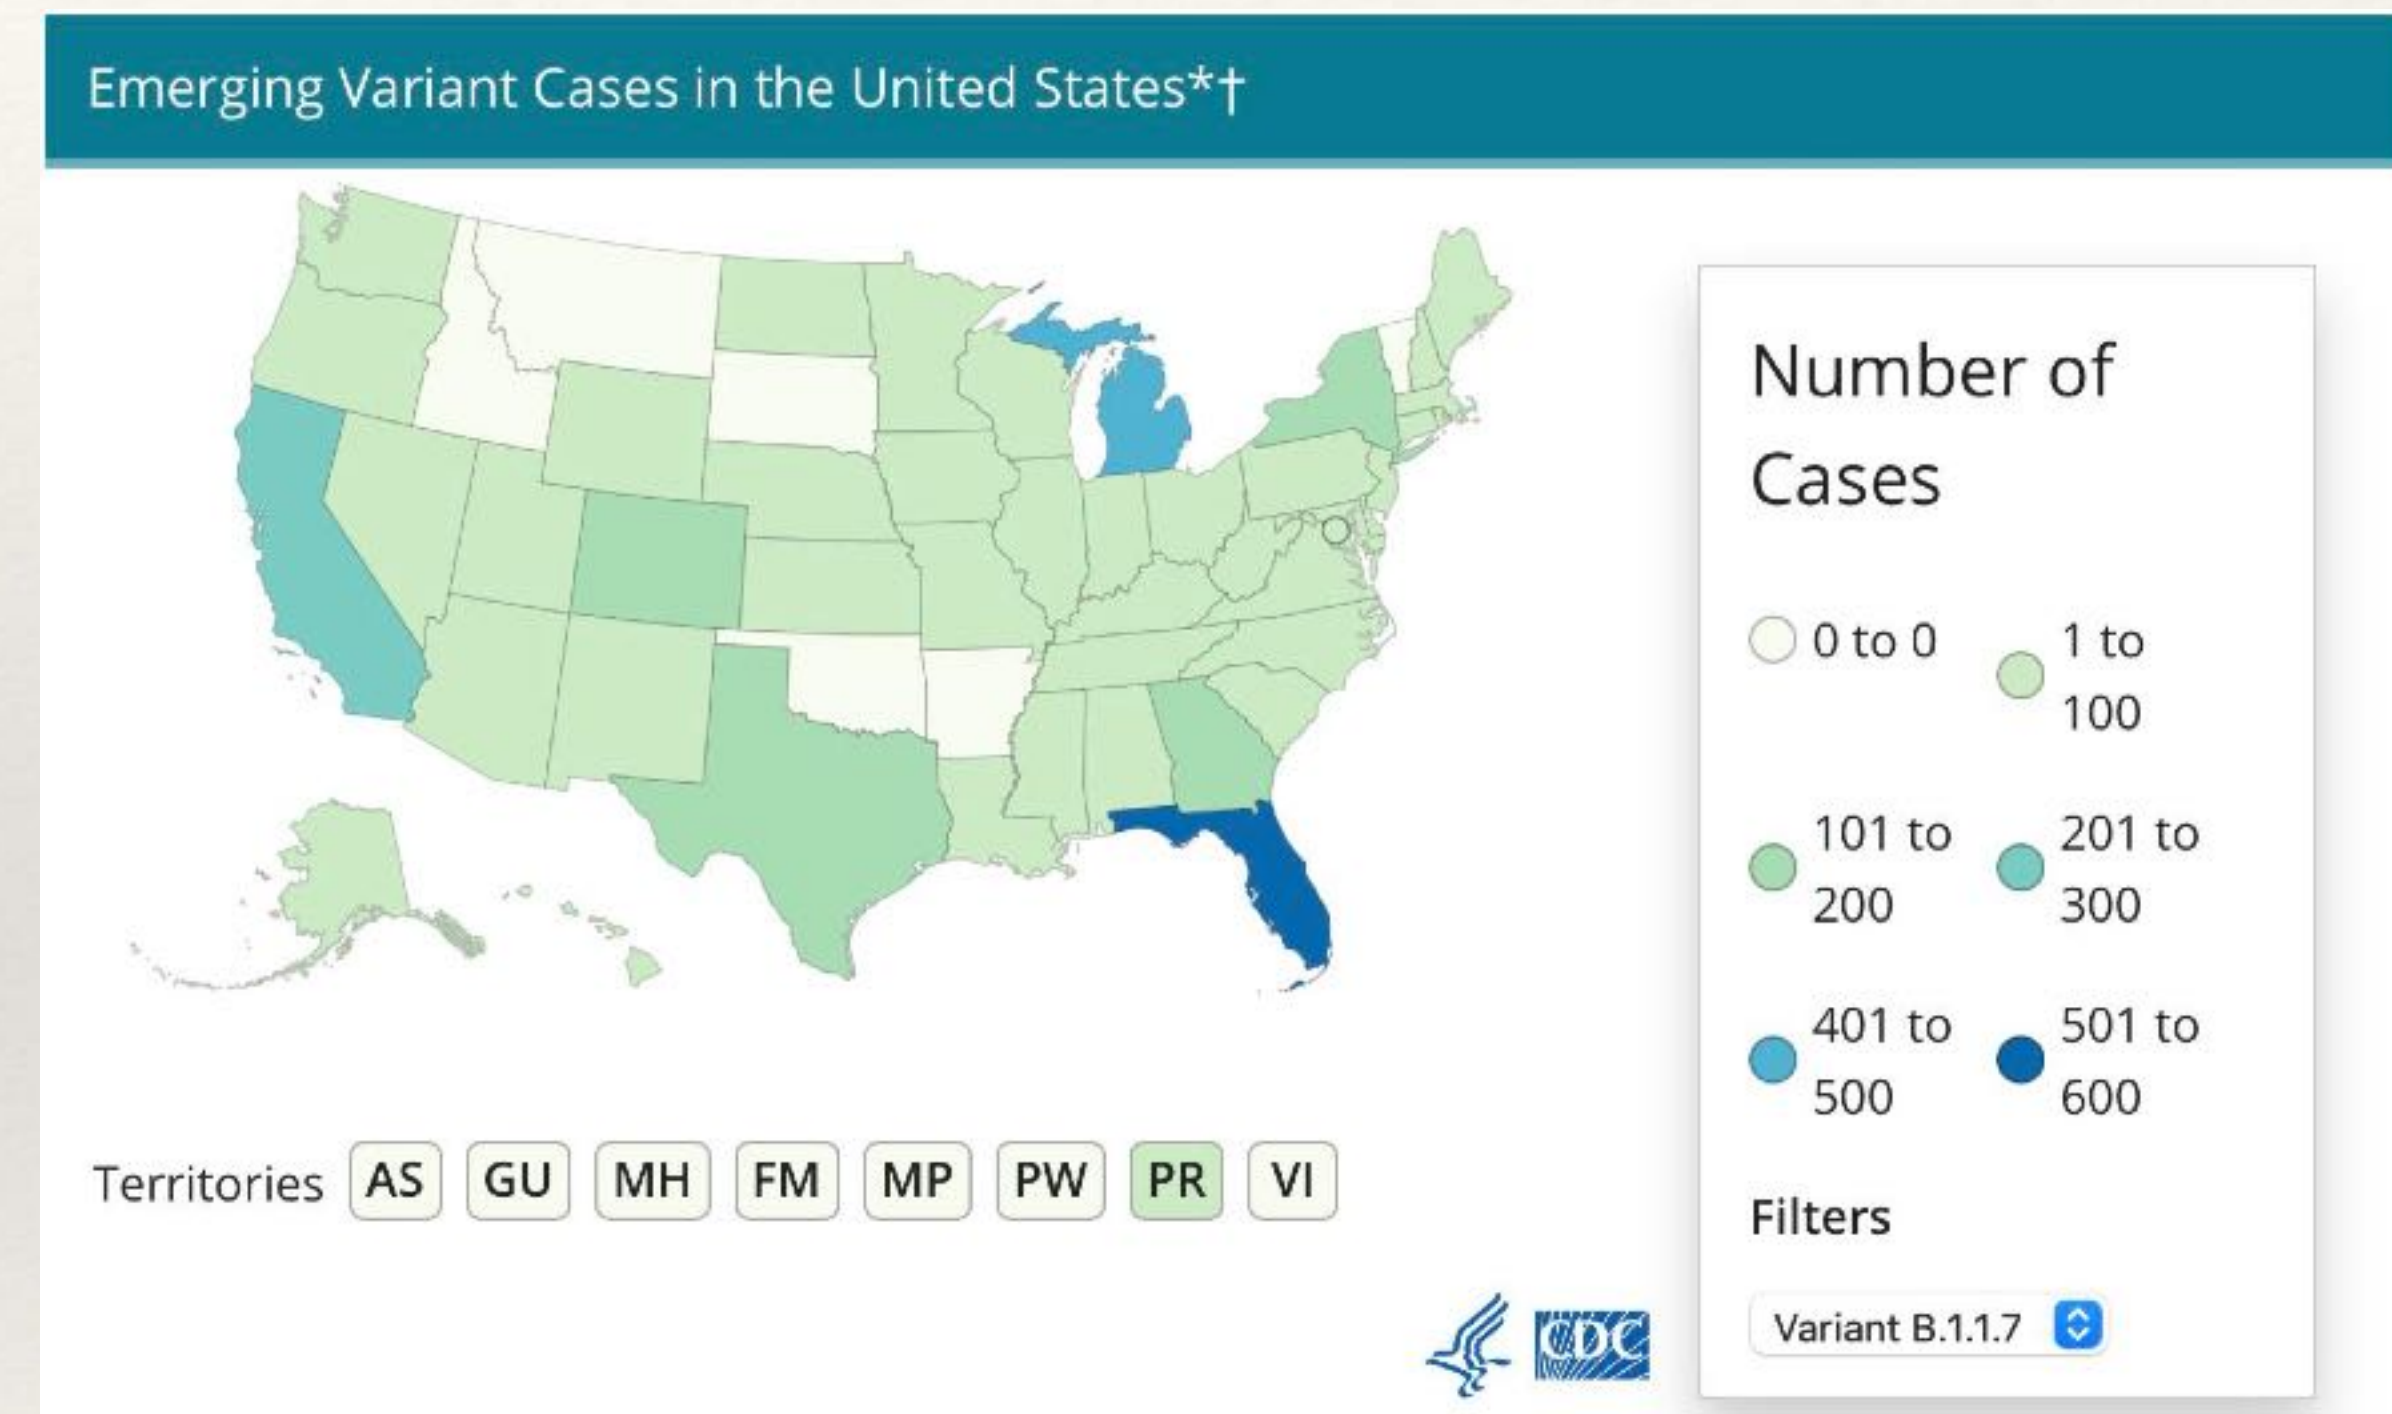 Emerging Variant Cases in the United States*†
Number of
Cases
0 to 0
1 to
100
101 to
200
201 to
300
401 to
500
501 to
600
Territories AS GU MH FM MP PW PR VI
Filters
Variant B.1.1.7
CDC